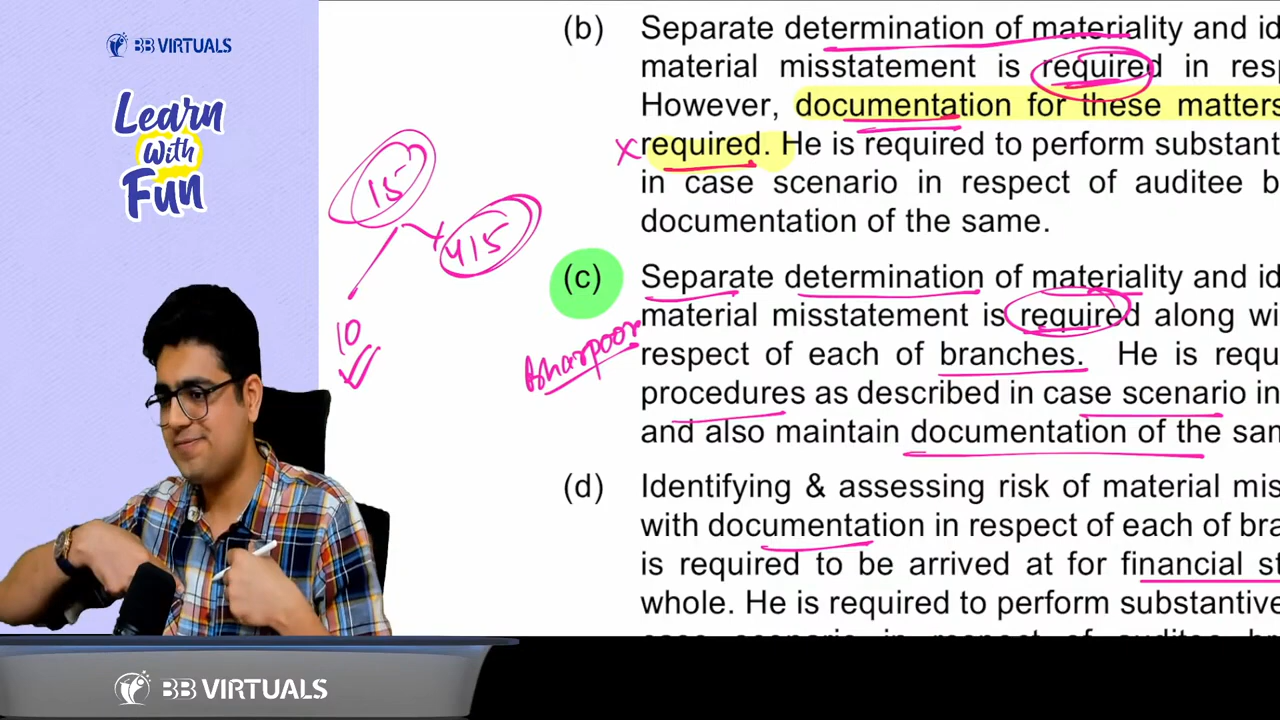 BB VIRTUALS
Learn
With
Fun
15
415
10
(b) Separate determination of materiality and id
material misstatement is required in resp
However, documentation for these matters
required. He is required to perform substant
in case scenario in respect of auditee b
documentation of the same.
(c) Separate determination of materiality and id
material misstatement is required along wi
respect of each of branches. He is requ
bharpoor
procedures as described in case scenario in
and also maintain documentation of the sam
(d) Identifying & assessing risk of material mis
with documentation in respect of each of bra
is required to be arrived at for financial st
whole. He is required to perform substantive
BB VIRTUALS